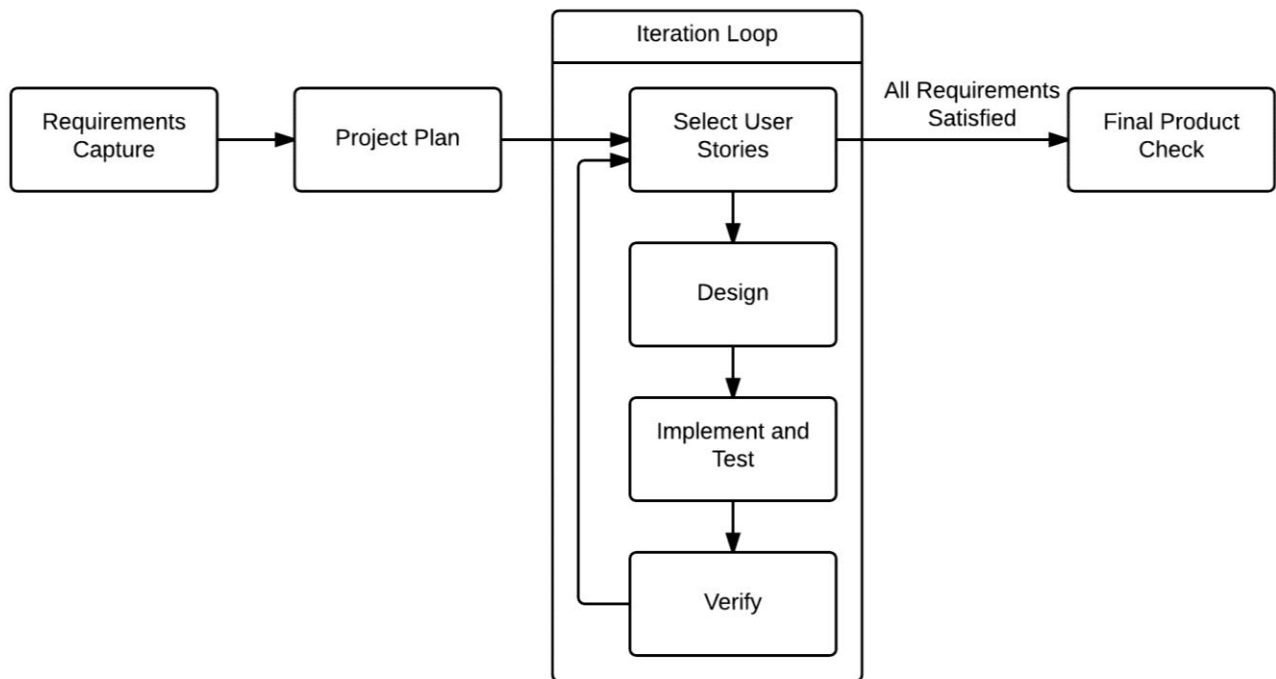 Iteration Loop
Requirements
Capture
Project Plan
Select User
Stories
All Requirements
Satisfied
Final Product
Check
Design
Implement and
Test
Verify